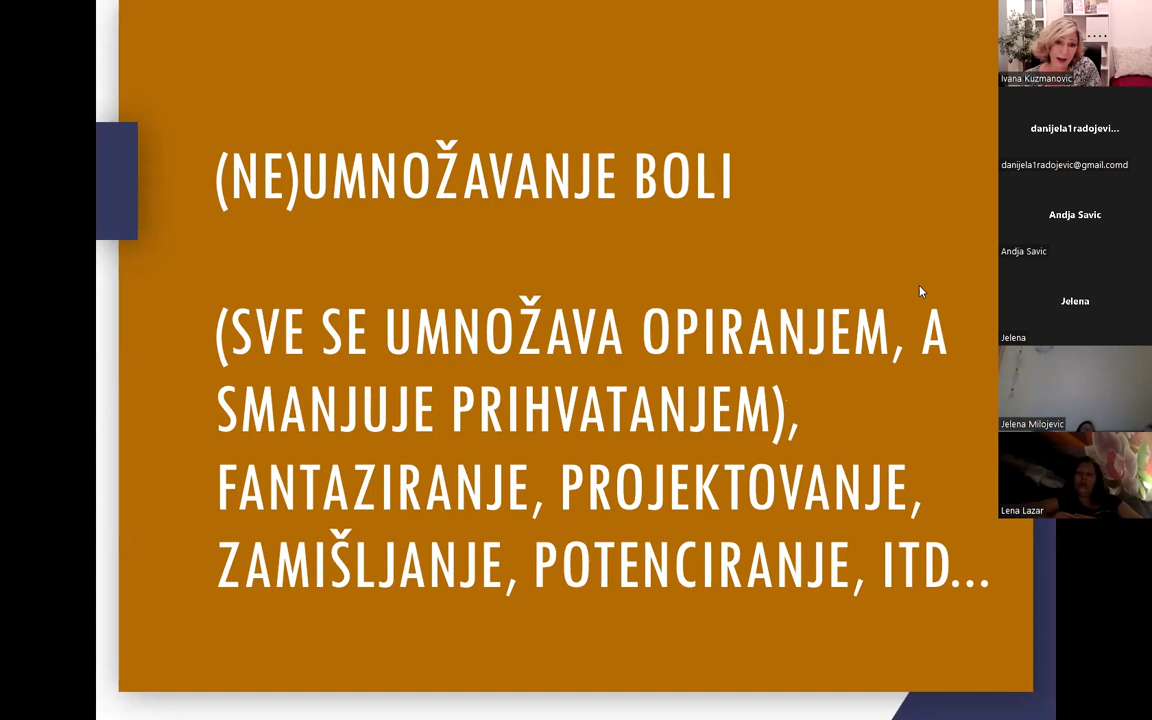 (NE)UMNOŽAVANJE BOLI
(SVE SE UMNOŽAVA OPIRANJEM, A
SMANJUJE PRIHVATANJEM),
FANTAZIRANJE, PROJEKTOVANJE,
ZAMIŠLJANJE, POTENCIRANJE, ITD...
Ivana Kuzmanovic
danijela1radojevi...
danijela1radojevic@gmail.comd
Andja Savic
Andja Savic
Jelena
Jelena
Jelena Milojevic
Lena Lazar